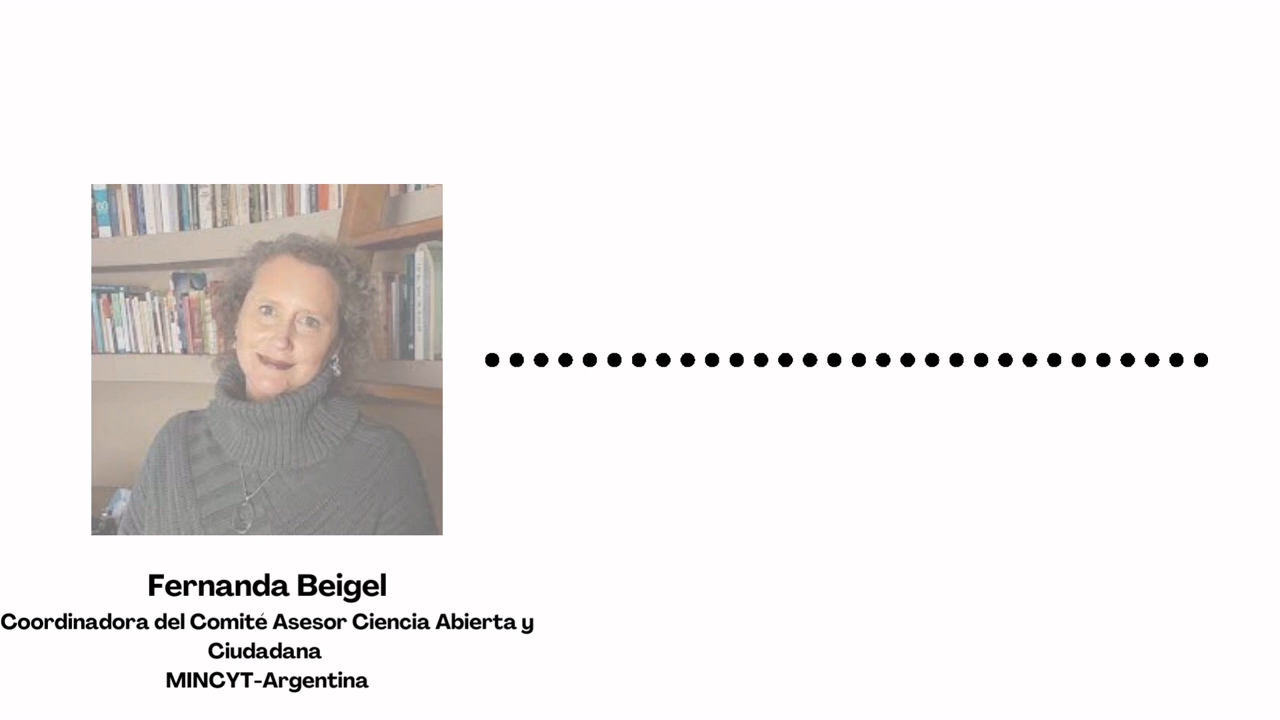 Fernanda Beigel
Coordinadora del Comité Asesor Ciencia Abierta y
Ciudadana
MINCYT-Argentina